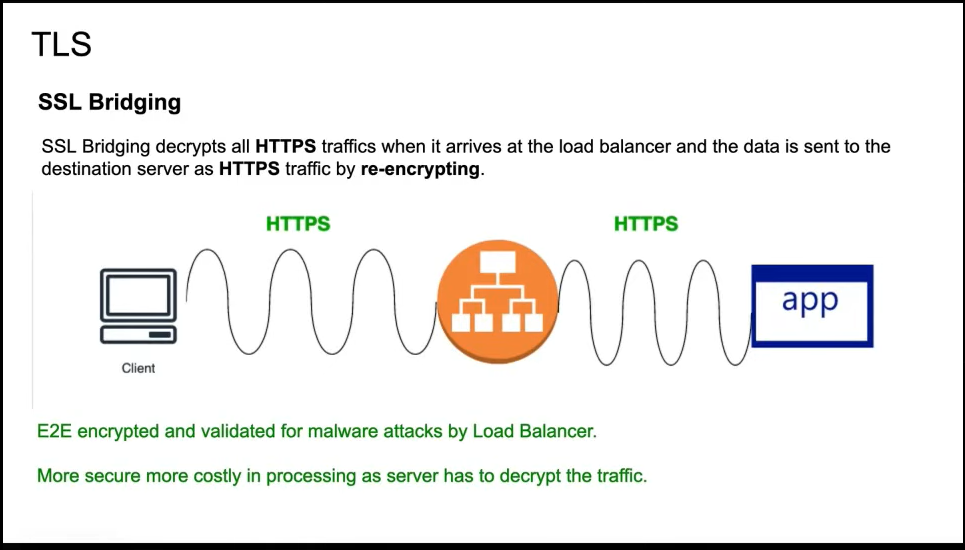 TLS
SSL Bridging
SSL Bridging decrypts all HTTPS traffics when it arrives at the load balancer and the data is sent to the
destination server as HTTPS traffic by re-encrypting.
HTTPS
HTTPS
app
Client
E2E encrypted and validated for malware attacks by Load Balancer.
More secure more costly in processing as server has to decrypt the traffic.